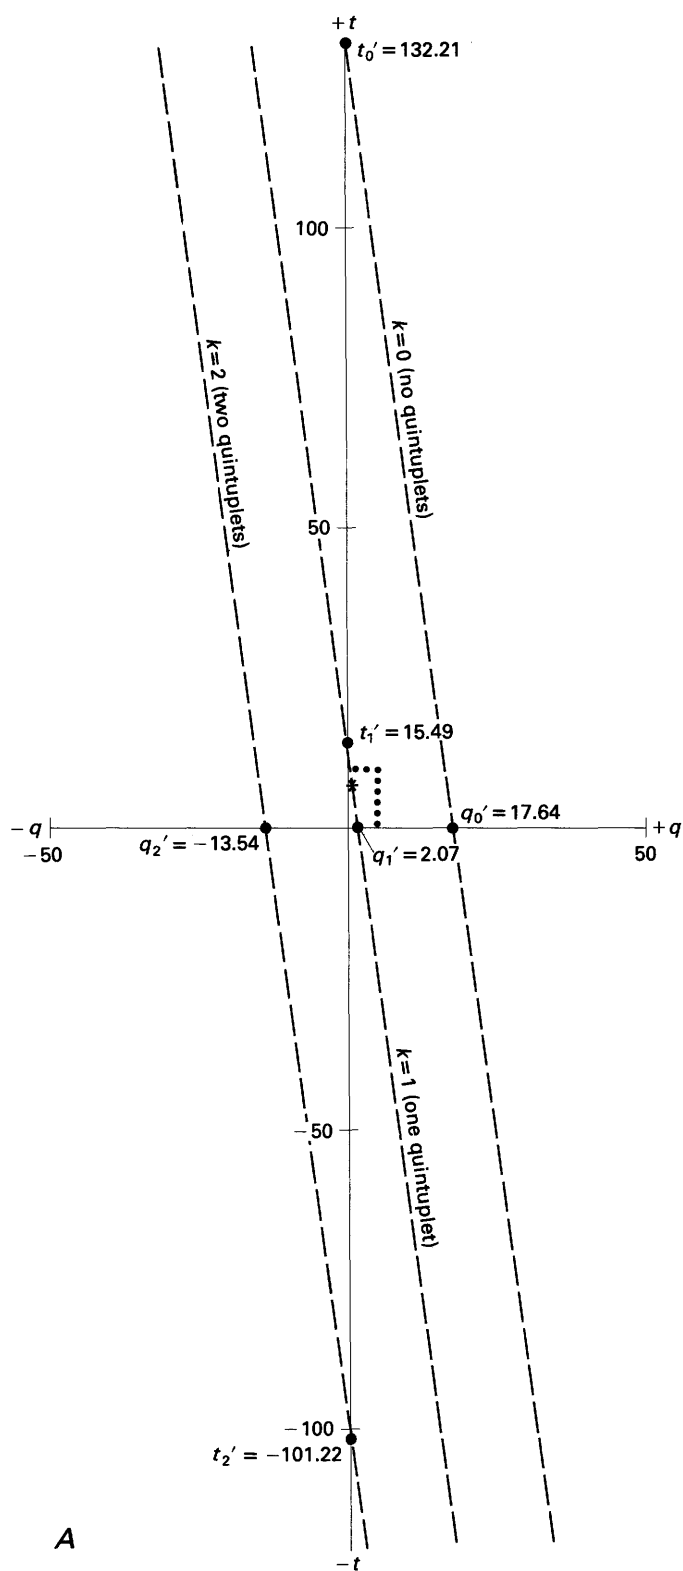 +t
t₀′ = 132.21
100
k=0 (no quintuplets)
k=2 (two quintuplets)
50
t₁′ = 15.49
*
q₀′ = 17.64
−q
+q
q₂′ = −13.54
q₁′ = 2.07
−50
50
k=1 (one quintuplet)
−50
−100
t₂′ = −101.22
A
−t